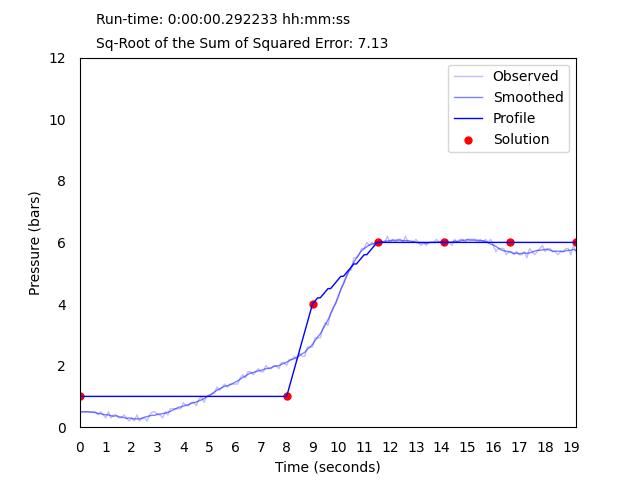 Run-time: 0:00:00.292233 hh:mm:ss
Sq-Root of the Sum of Squared Error: 7.13
12
10
8
6
4
2
0
Pressure (bars)
Observed
Smoothed
Profile
Solution
0 1 2 3 4 5 6 7 8 9 10 11 12 13 14 15 16 17 18 19
Time (seconds)